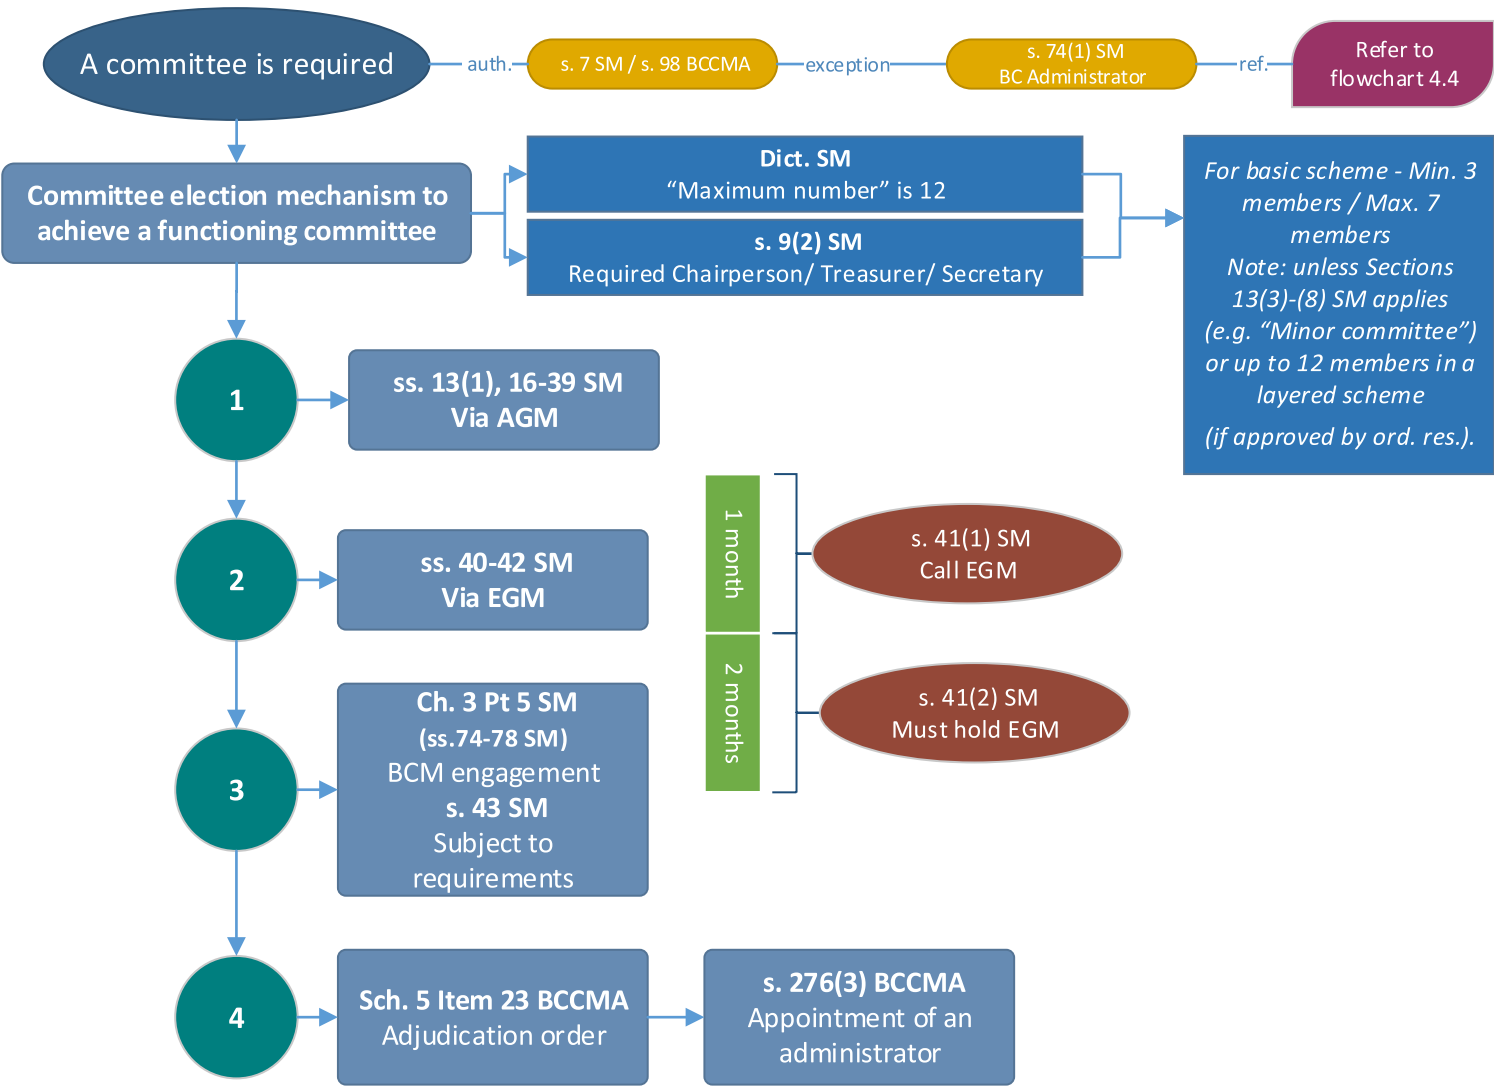 A committee is required
auth.
s. 7 SM / s. 98 BCCMA
exception
s. 74(1) SM
BC Administrator
ref.
Refer to
flowchart 4.4
Committee election mechanism to
achieve a functioning committee
Dict. SM
“Maximum number” is 12
s. 9(2) SM
Required Chairperson/ Treasurer/ Secretary
For basic scheme - Min. 3
members / Max. 7
members
Note: unless Sections
13(3)-(8) SM applies
(e.g. “Minor committee”)
or up to 12 members in a
layered scheme
(if approved by ord. res.).
1
ss. 13(1), 16-39 SM
Via AGM
2
ss. 40-42 SM
Via EGM
1 month
s. 41(1) SM
Call EGM
2 months
s. 41(2) SM
Must hold EGM
3
Ch. 3 Pt 5 SM
(ss.74-78 SM)
BCM engagement
s. 43 SM
Subject to
requirements
4
Sch. 5 Item 23 BCCMA
Adjudication order
s. 276(3) BCCMA
Appointment of an
administrator